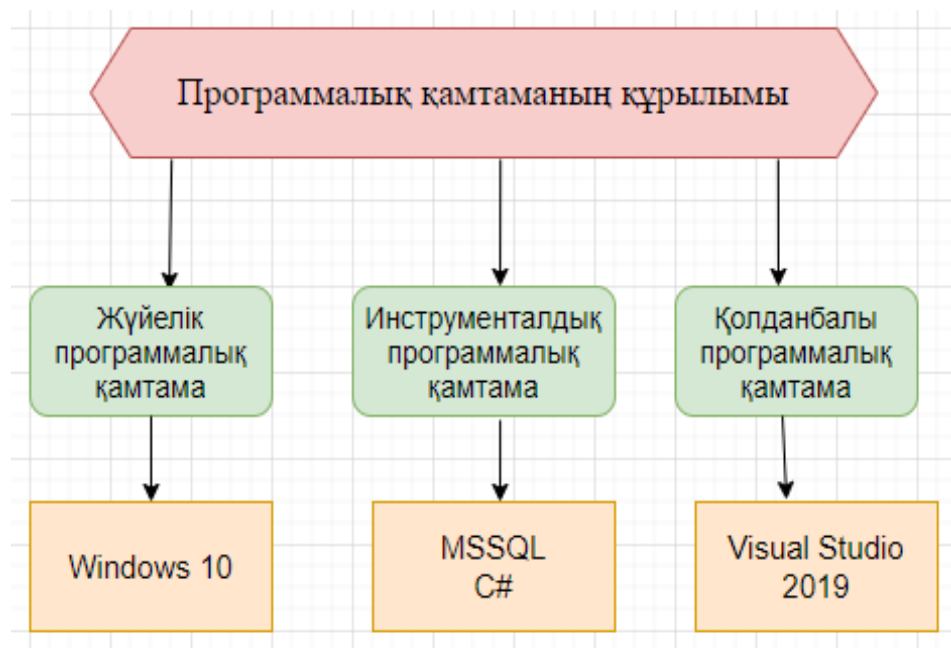 Программалық қамтаманың құрылымы
Жүйелік
программалық
қамтама
Инструменталдық
программалық
қамтама
Қолданбалы
программалық
қамтама
Windows 10
MSSQL
C#
Visual Studio
2019